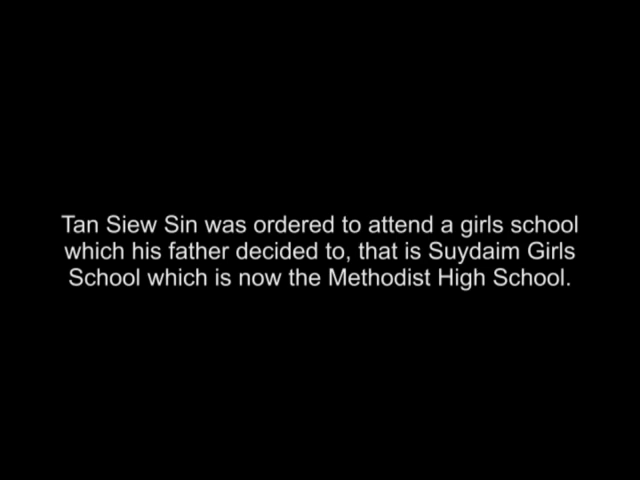 Tan Siew Sin was ordered to attend a girls school
which his father decided to, that is Suydaim Girls
School which is now the Methodist High School.